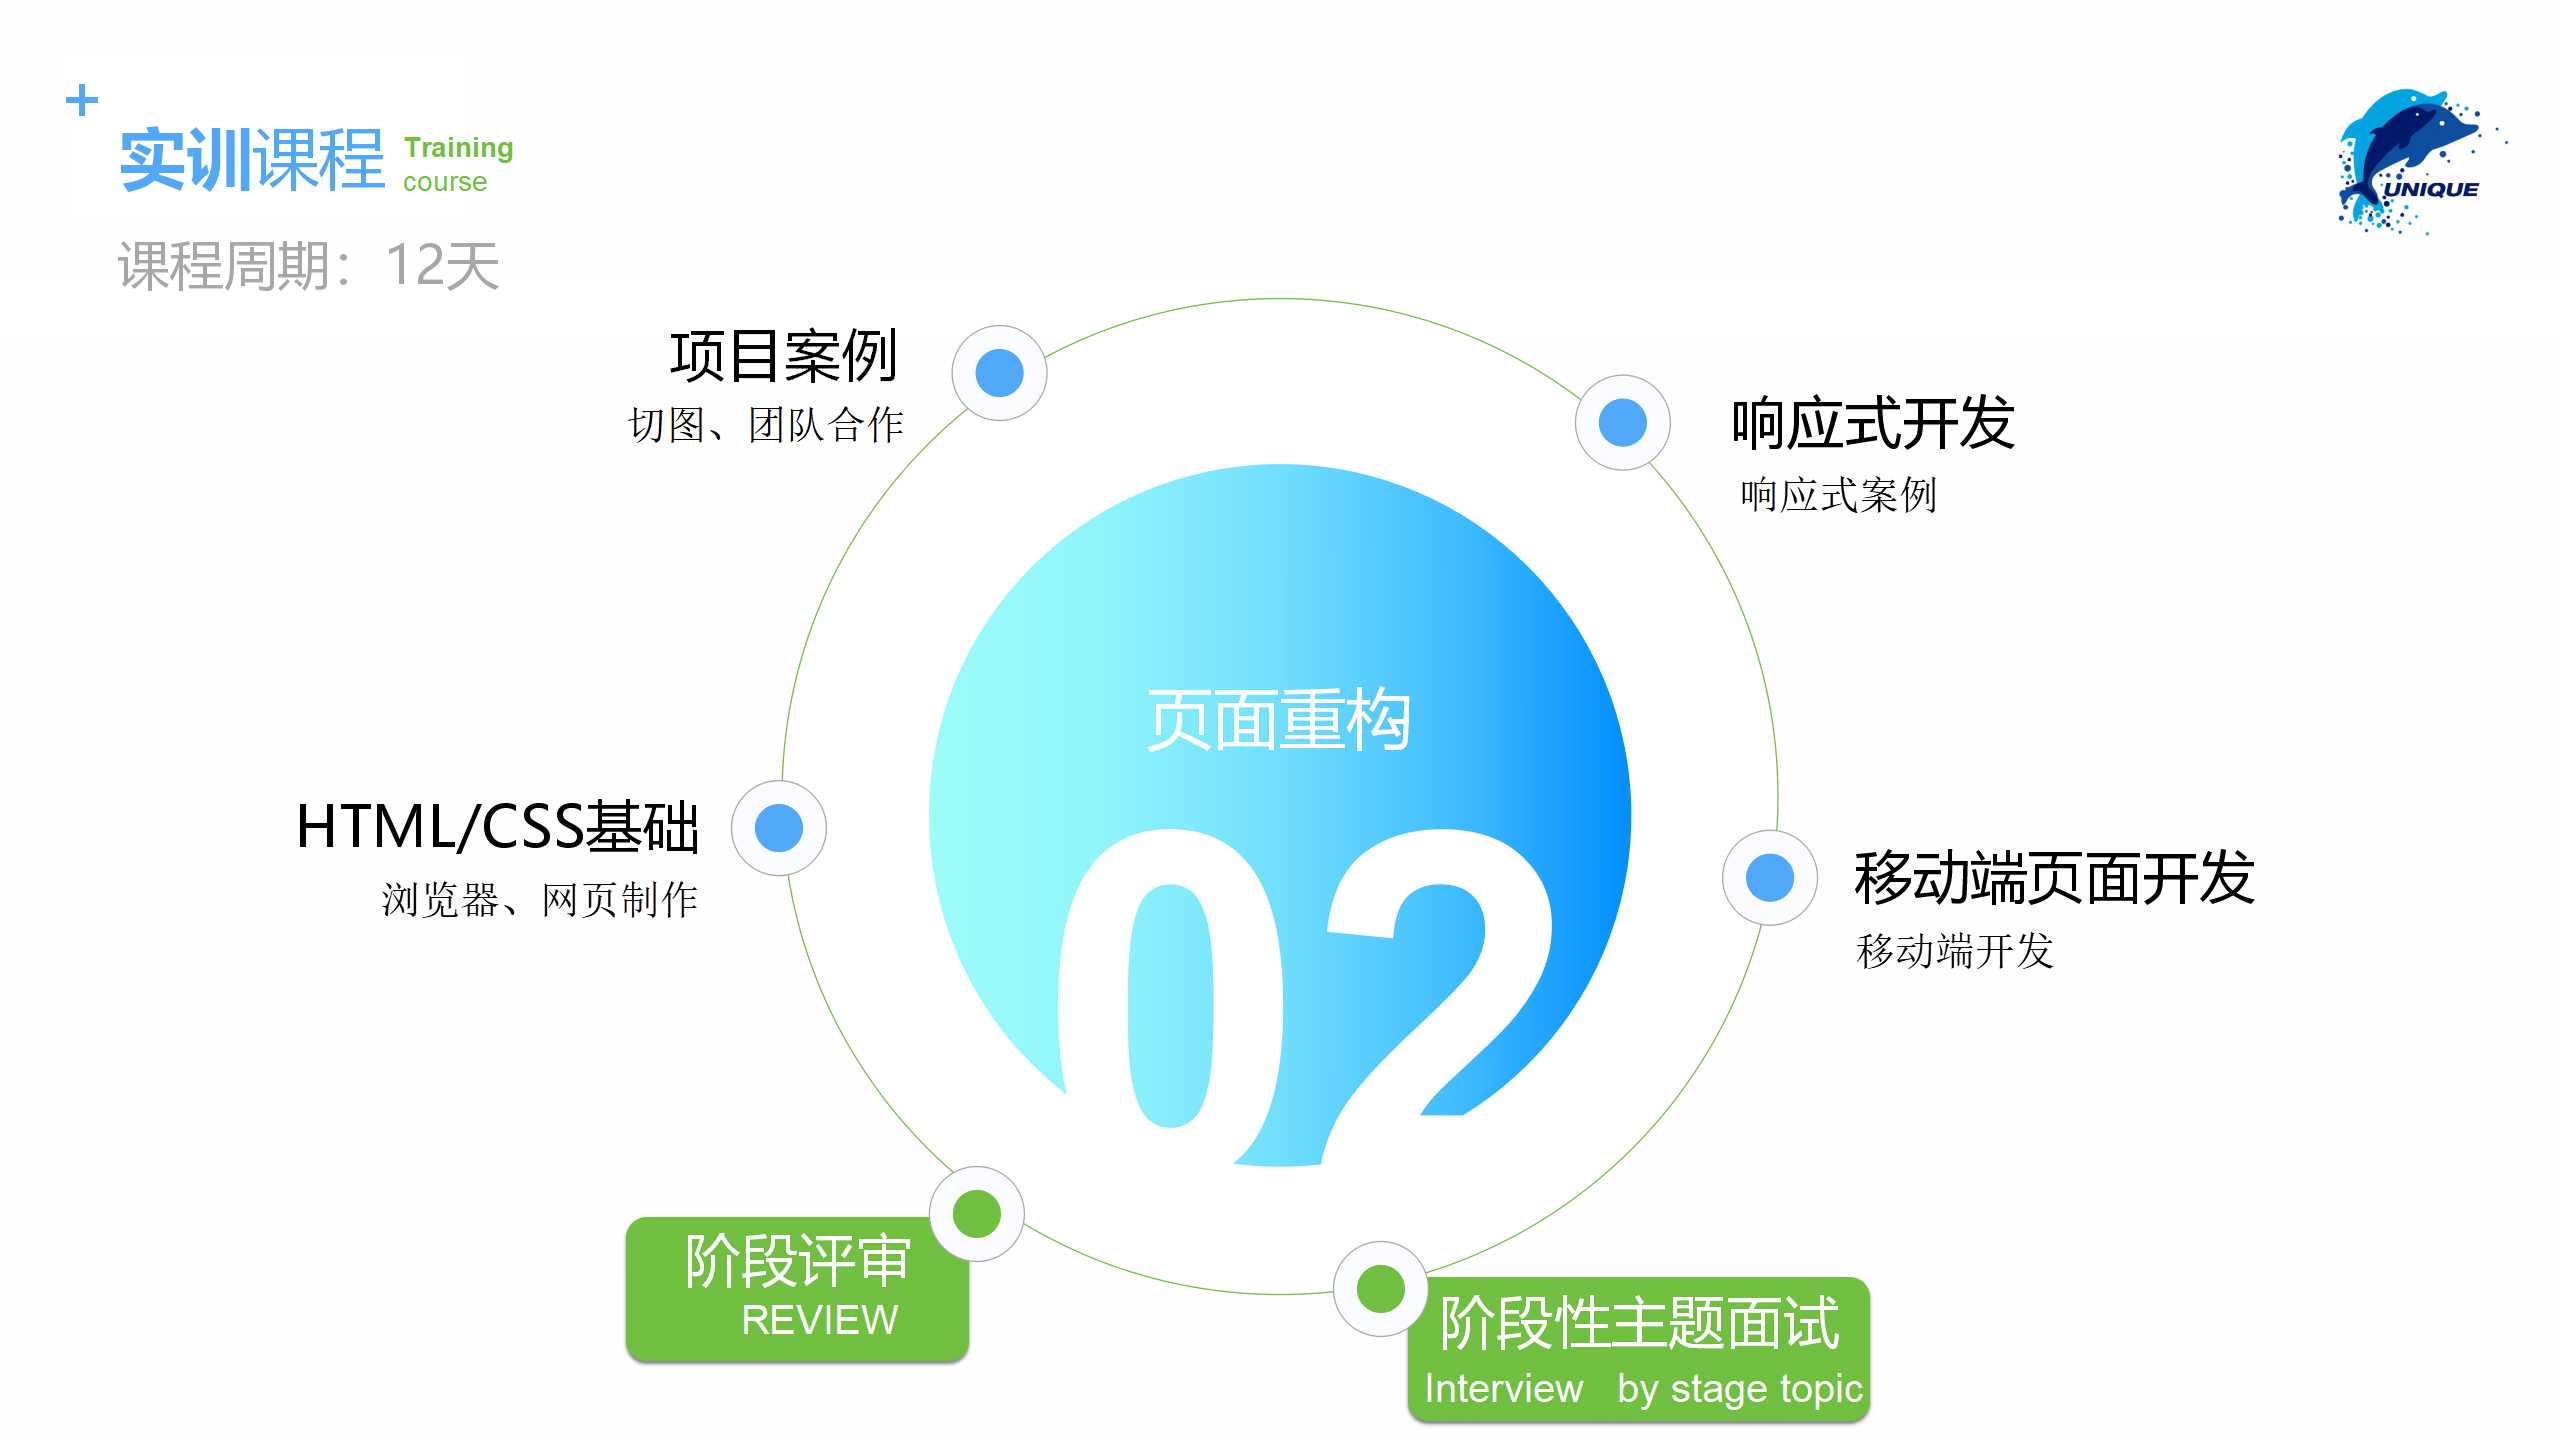 +
实训课程 Training
course
课程周期：12天
UNIQUE
项目案例
切图、团队合作
响应式开发
响应式案例
页面重构
02
HTML/CSS基础
浏览器、网页制作
移动端页面开发
移动端开发
阶段评审
REVIEW
阶段性主题面试
Interview by stage topic